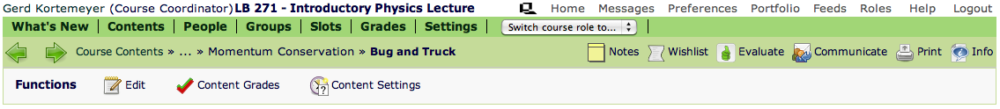 Gerd Kortemeyer (Course Coordinator) LB 271 - Introductory Physics Lecture Home Messages Preferences Portfolio Feeds Roles Help Logout
What's New Contents People Groups Slots Grades Settings Switch course role to...
Course Contents » ... » Momentum Conservation » Bug and Truck Notes Wishlist Evaluate Communicate Print Info
Functions Edit Content Grades Content Settings